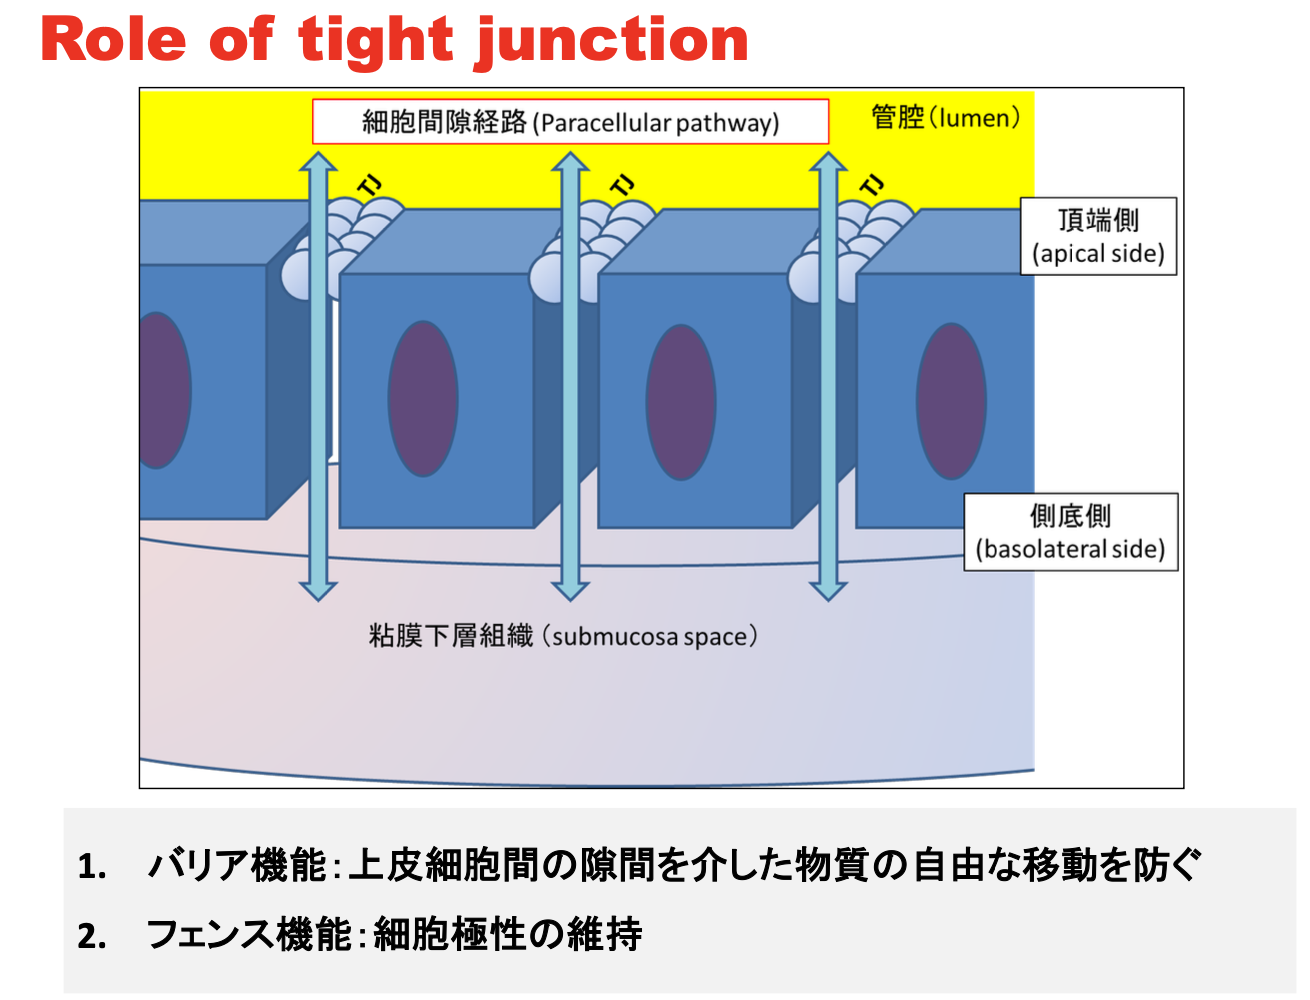 Role of tight junction
細胞間隙経路 (Paracellular pathway)
管腔（lumen）
TJ
TJ
TJ
頂端側
(apical side)
側底側
(basolateral side)
粘膜下層組織（submucosa space）
1. バリア機能：上皮細胞間の隙間を介した物質の自由な移動を防ぐ
2. フェンス機能：細胞極性の維持